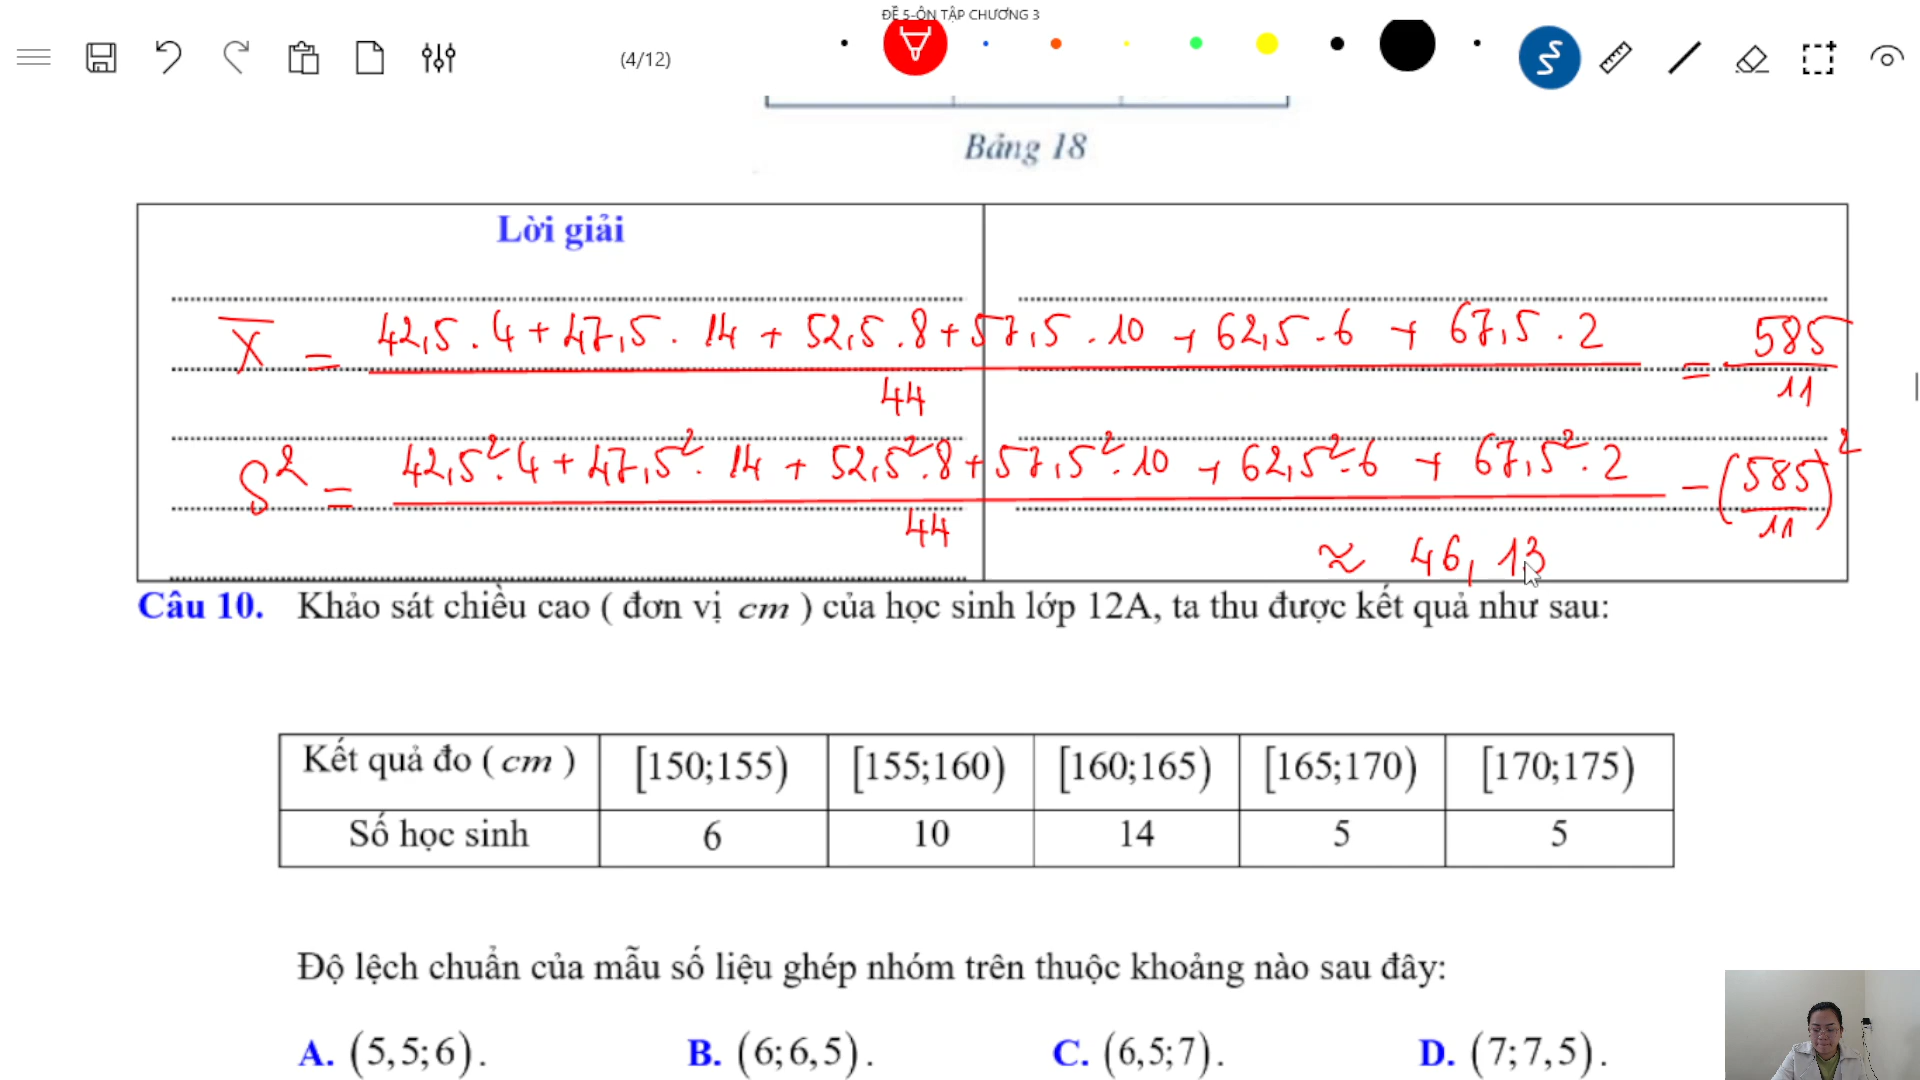 ĐỀ 5-ÔN TẬP CHƯƠNG 3
(4/12)
Bảng 18
Lời giải
X̄ = (42,5 . 4 + 47,5 . 14 + 52,5 . 8 + 57,5 . 10 + 62,5 . 6 + 67,5 . 2) / 44 = 585 / 11
S² = (42,5² . 4 + 47,5² . 14 + 52,5² . 8 + 57,5² . 10 + 62,5² . 6 + 67,5² . 2) / 44 − (585 / 11)²
≈ 46,13
Câu 10. Khảo sát chiều cao ( đơn vị cm ) của học sinh lớp 12A, ta thu được kết quả như sau:
Kết quả đo ( cm ) [150;155) [155;160) [160;165) [165;170) [170;175)
Số học sinh 6 10 14 5 5
Độ lệch chuẩn của mẫu số liệu ghép nhóm trên thuộc khoảng nào sau đây:
A. (5,5;6). B. (6;6,5). C. (6,5;7). D. (7;7,5).